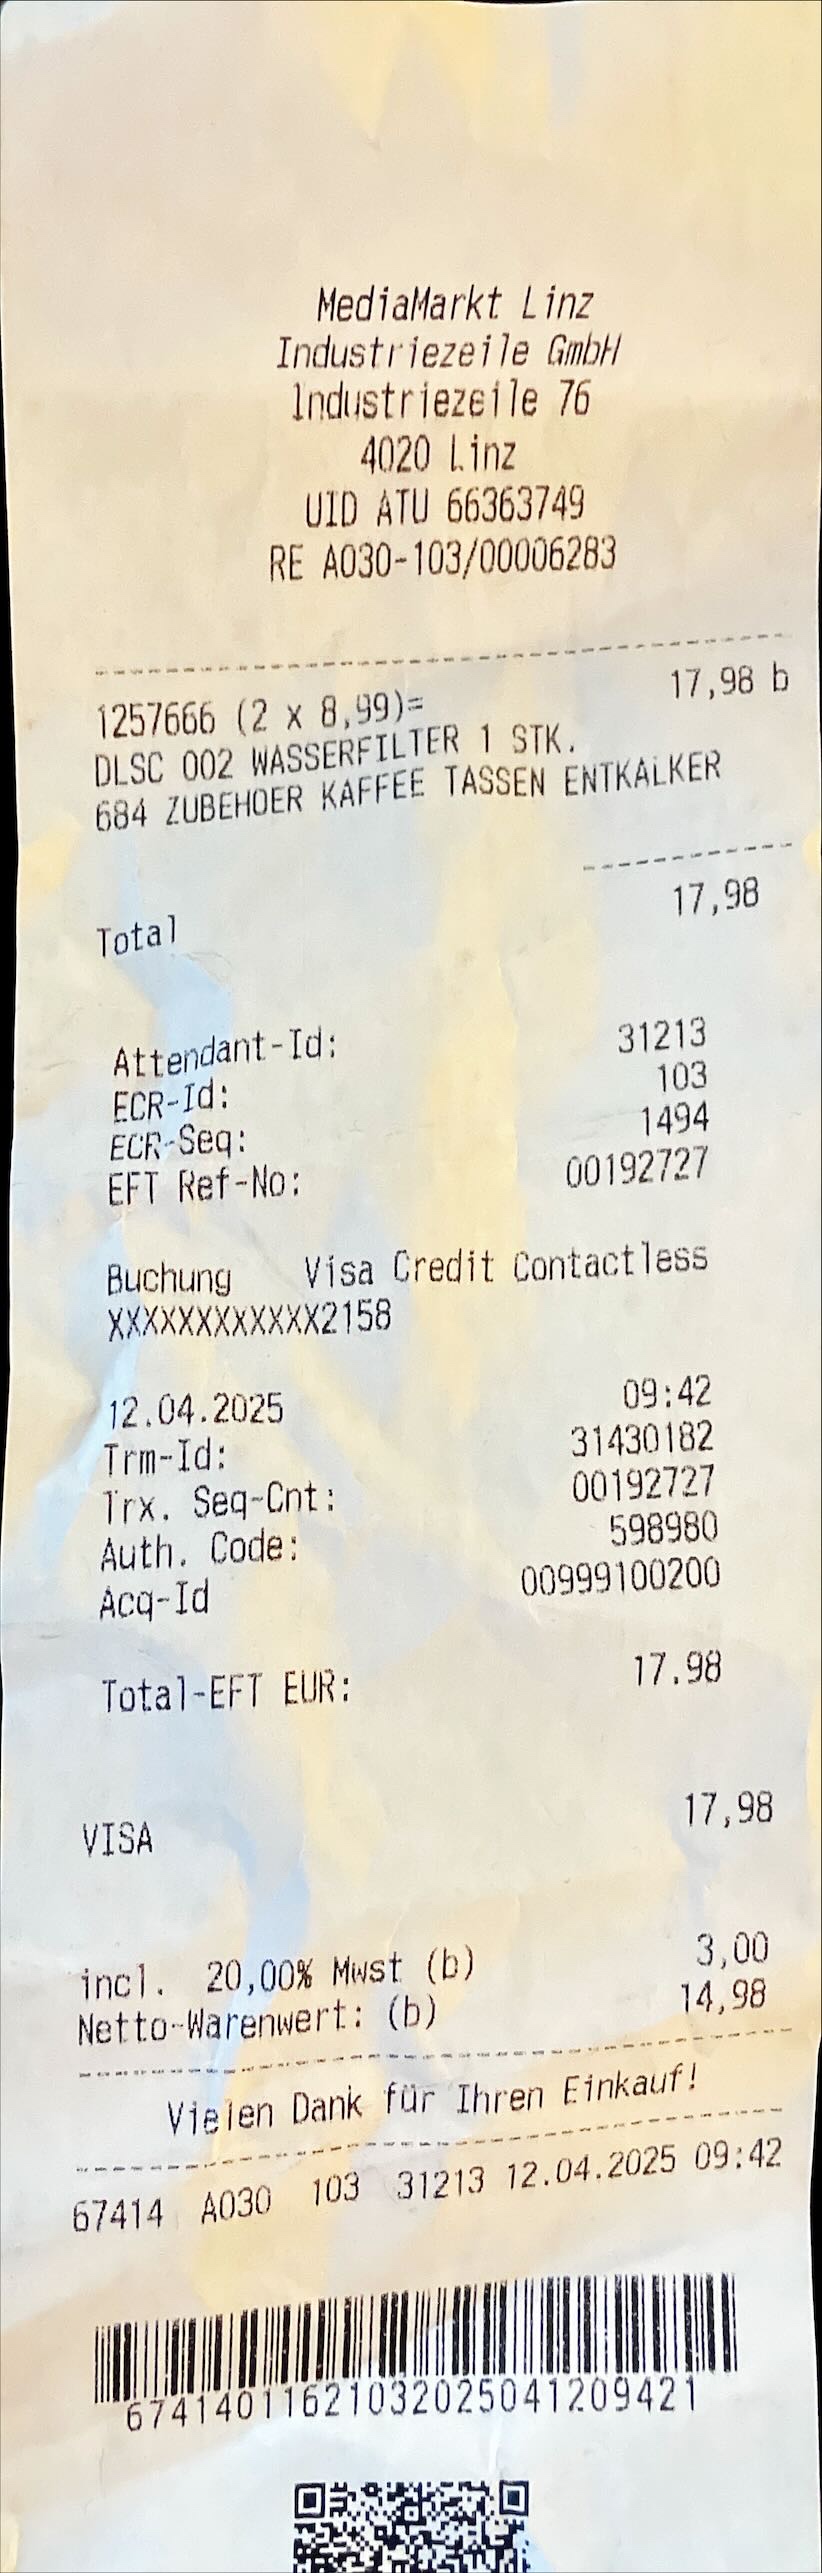 MediaMarkt Linz
Industriezeile GmbH
Industriezeile 76
4020 Linz
UID ATU 66363749
RE A030-103/00006283
1257666 (2 x 8,99)= 17,98 b
DLSC 002 WASSERFILTER 1 STK.
684 ZUBEHOER KAFFEE TASSEN ENTKALKER
Total 17,98
Attendant-Id: 31213
ECR-Id: 103
ECR-Seq: 1494
EFT Ref-No: 00192727
Buchung Visa Credit Contactless
XXXXXXXXXXXX2158
12.04.2025 09:42
Trm-Id: 31430182
Trx. Seq-Cnt: 00192727
Auth. Code: 598980
Acq-Id 00999100200
Total-EFT EUR: 17.98
VISA 17,98
incl. 20,00% Mwst (b) 3,00
Netto-Warenwert: (b) 14,98
Vielen Dank für Ihren Einkauf!
67414 A030 103 31213 12.04.2025 09:42
6741401162103202504120942​1